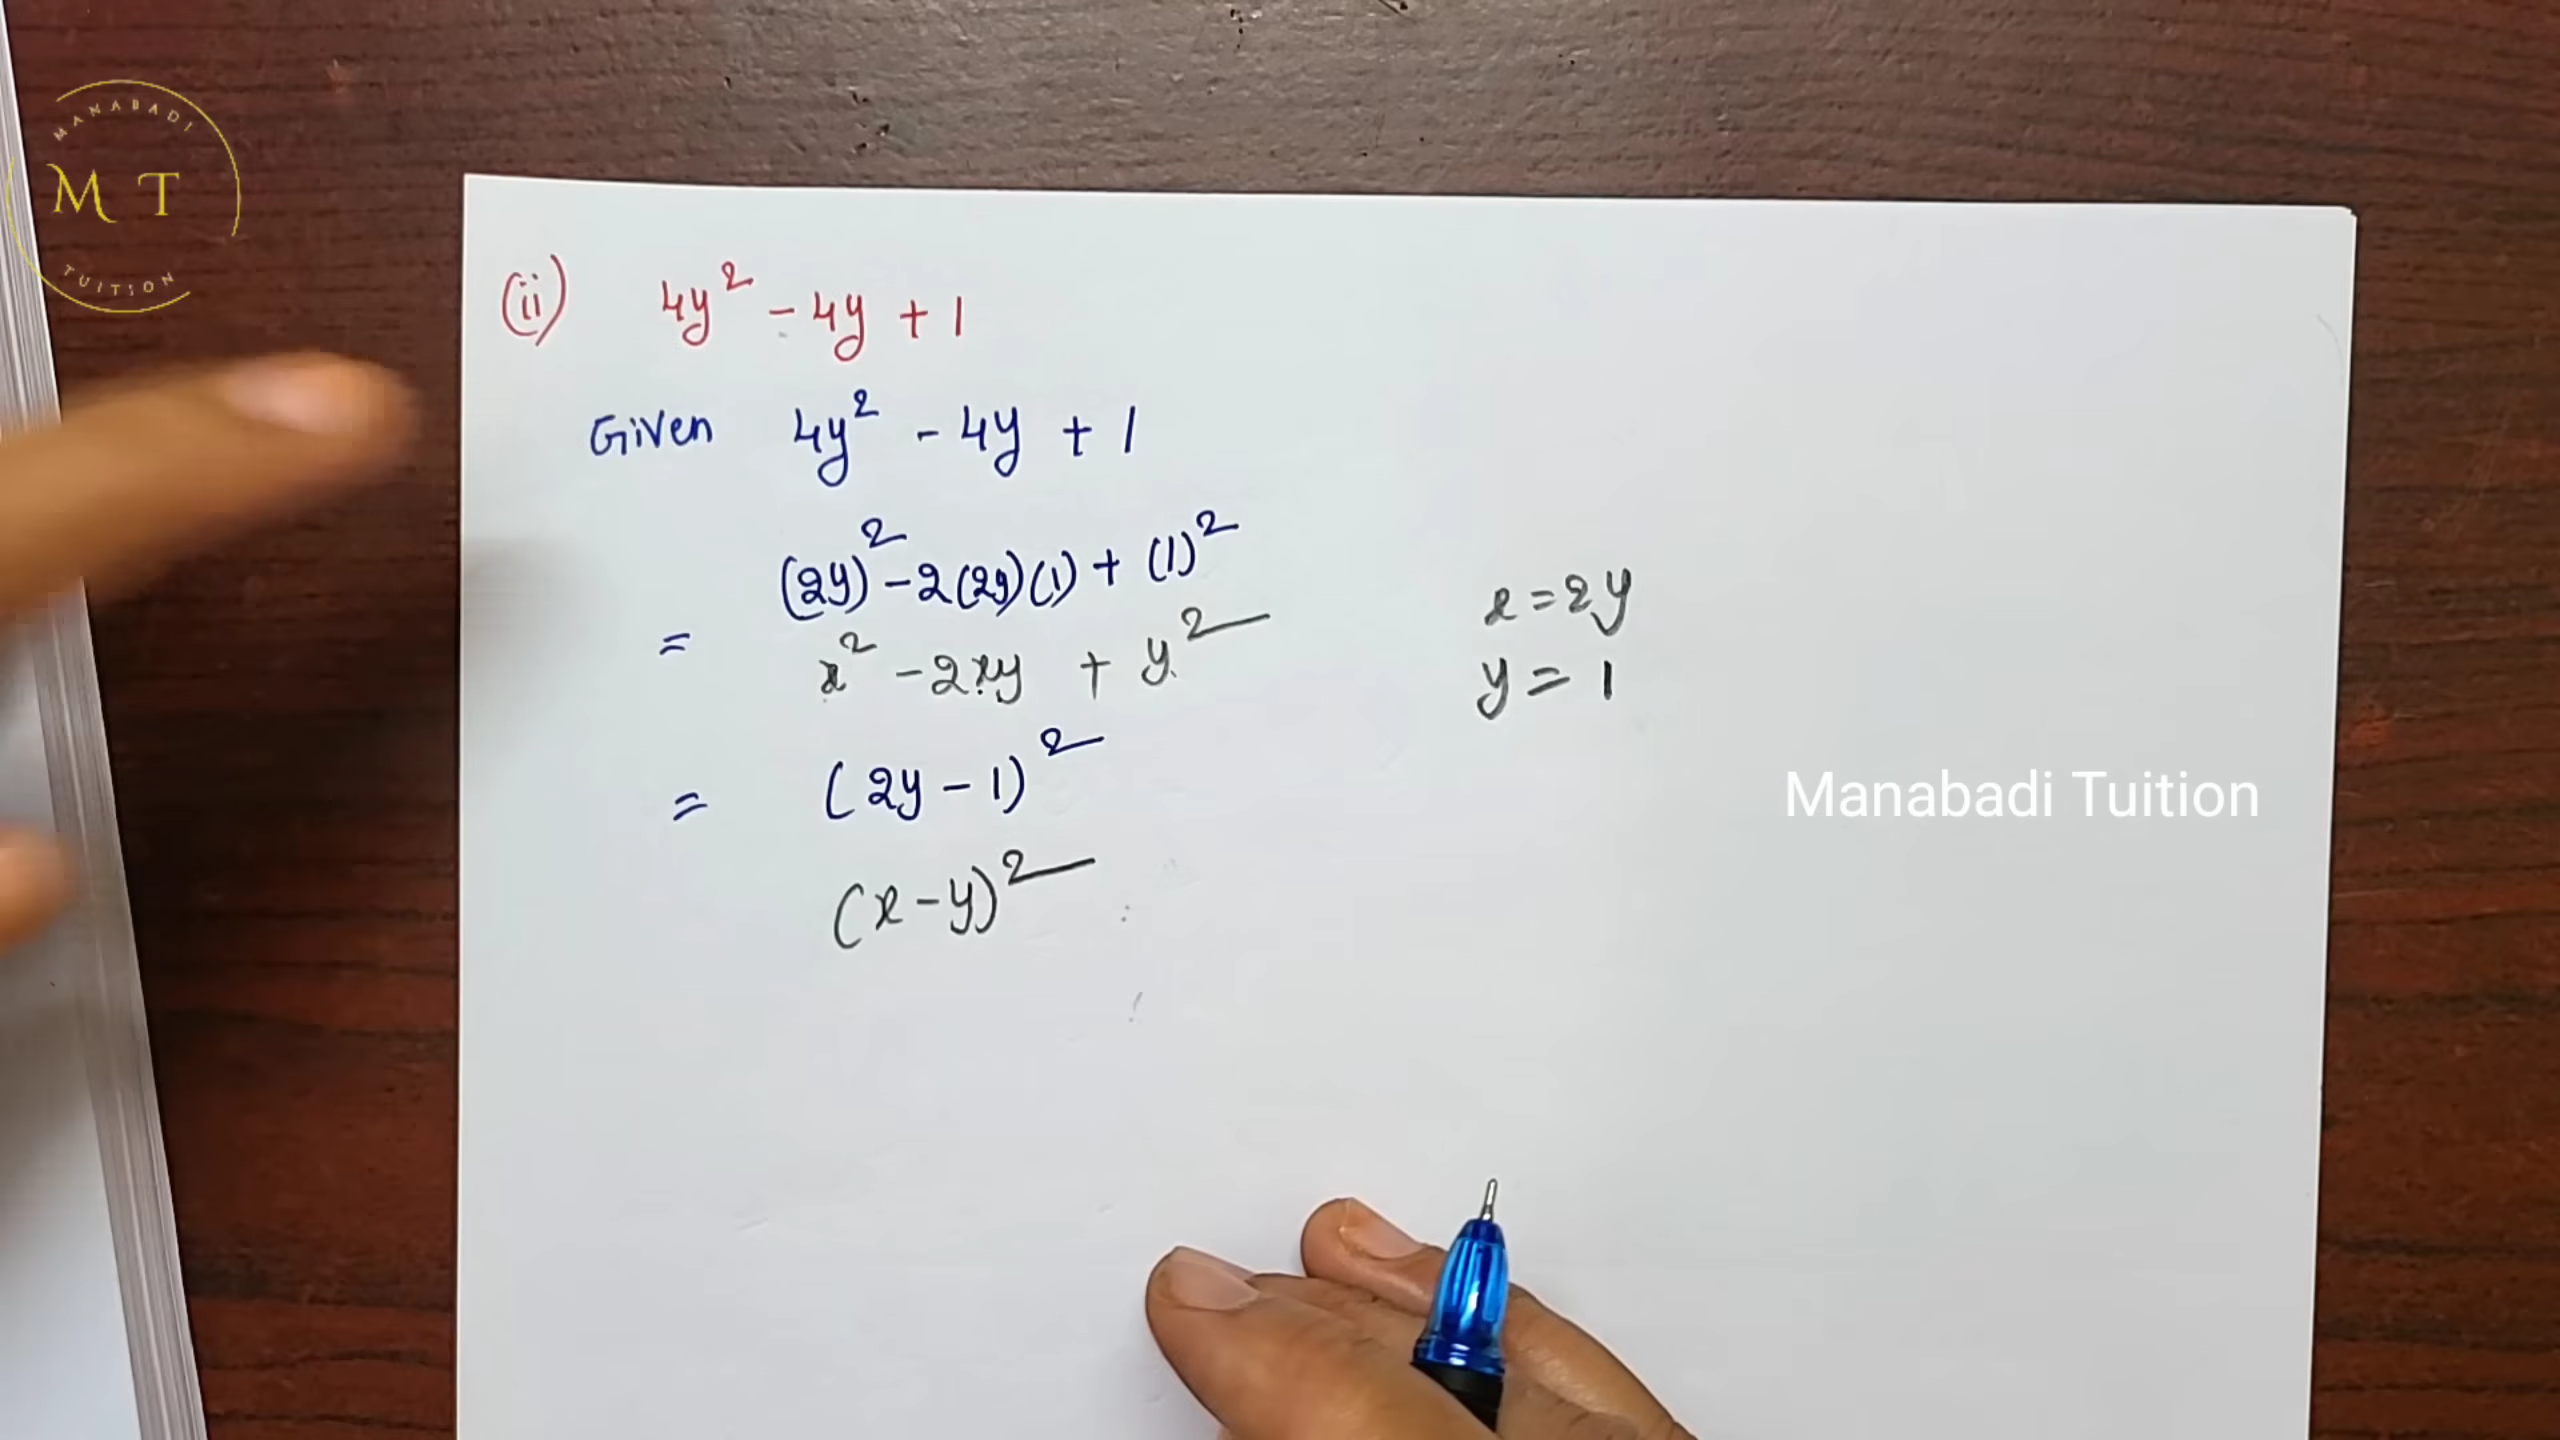 MANABADI
M T
TUITION
(ii) 4y² - 4y + 1
Given 4y² - 4y + 1
= (2y)² - 2(2y)(1) + (1)²
x² - 2xy + y²
x = 2y
y = 1
= (2y - 1)²
(x - y)²
Manabadi Tuition